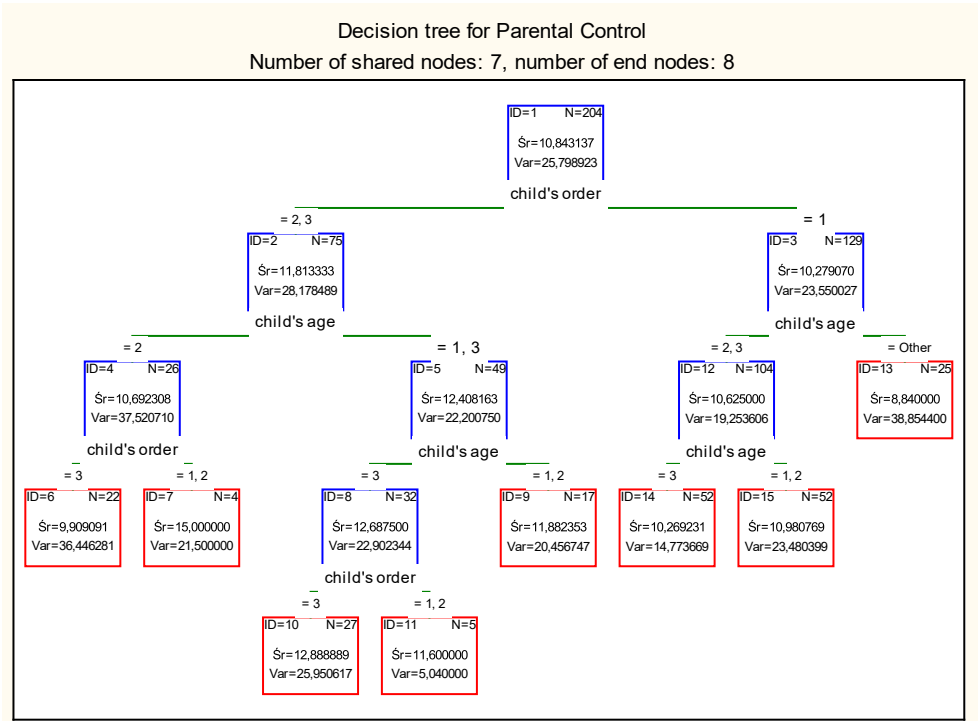 Decision tree for Parental Control
Number of shared nodes: 7, number of end nodes: 8
ID=1 N=204
Śr=10,843137
Var=25,798923
child's order
= 2, 3
= 1
ID=2 N=75
Śr=11,813333
Var=28,178489
child's age
ID=3 N=129
Śr=10,279070
Var=23,550027
child's age
= 2
= 1, 3
= 2, 3
= Other
ID=4 N=26
Śr=10,692308
Var=37,520710
child's order
ID=5 N=49
Śr=12,408163
Var=22,200750
child's age
ID=12 N=104
Śr=10,625000
Var=19,253606
child's age
ID=13 N=25
Śr=8,840000
Var=38,854400
= 3
= 1, 2
= 3
= 1, 2
= 3
= 1, 2
ID=6 N=22
Śr=9,909091
Var=36,446281
ID=7 N=4
Śr=15,000000
Var=21,500000
ID=8 N=32
Śr=12,687500
Var=22,902344
child's order
ID=9 N=17
Śr=11,882353
Var=20,456747
ID=14 N=52
Śr=10,269231
Var=14,773669
ID=15 N=52
Śr=10,980769
Var=23,480399
= 3
= 1, 2
ID=10 N=27
Śr=12,888889
Var=25,950617
ID=11 N=5
Śr=11,600000
Var=5,040000